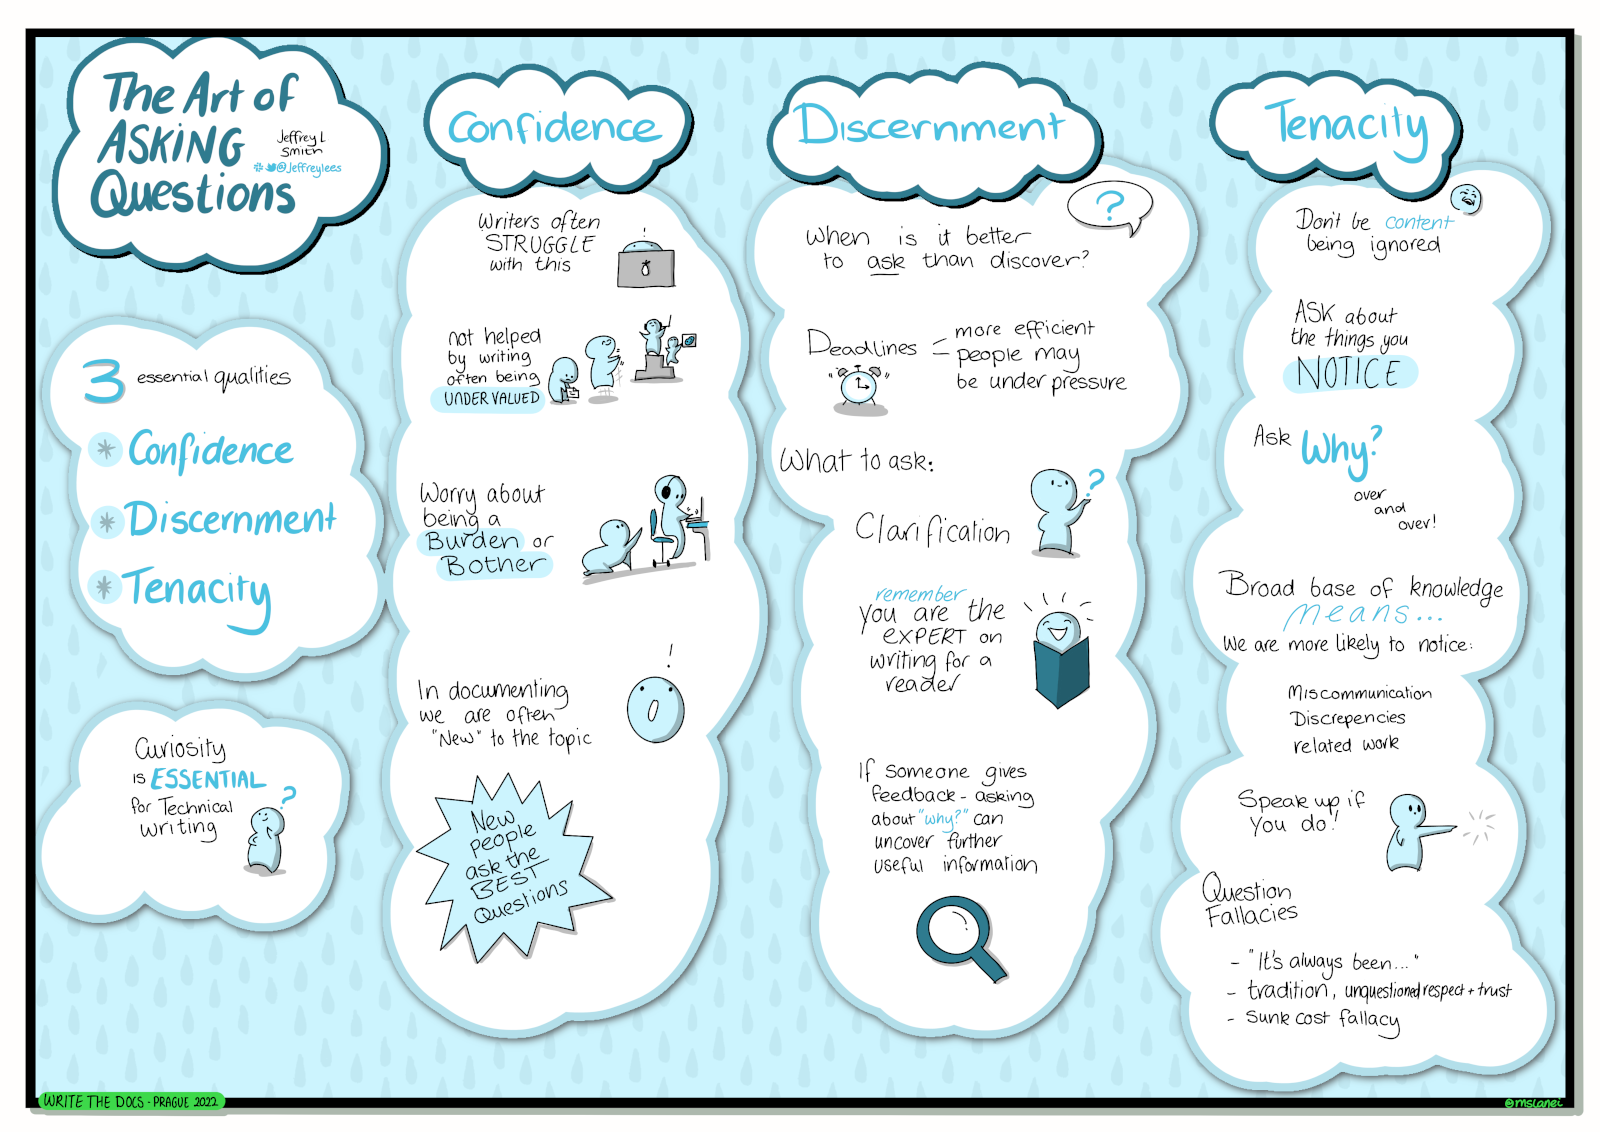 The Art of
ASKING
Questions
Jeffrey L
Smith
@Jeffreylees
3 essential qualities
* Confidence
* Discernment
* Tenacity
Curiosity
is ESSENTIAL
for Technical
writing
?
Confidence
Writers often
STRUGGLE
with this
!
not helped
by writing
often being
UNDERVALUED
Worry about
being a
Burden or
Bother
!
In documenting
we are often
"New" to the topic
New
people
ask the
BEST
Questions
Discernment
?
When is it better
to ask than discover?
Deadlines
more efficient
people may
be under pressure
What to ask:
?
Clarification
remember
you are the
EXPERT on
writing for a
reader
If someone gives
feedback - asking
about "why?" can
uncover further
useful information
Tenacity
Don't be content
being ignored
ASK about
the things you
NOTICE
Ask Why?
over
and
over!
Broad base of knowledge
means...
We are more likely to notice:
Miscommunication
Discrepencies
related work
Speak up if
you do!
Question
Fallacies
- "It's always been..."
- tradition, unquestioned respect + trust
- sunk cost fallacy
WRITE THE DOCS - PRAGUE 2022
@mslanei